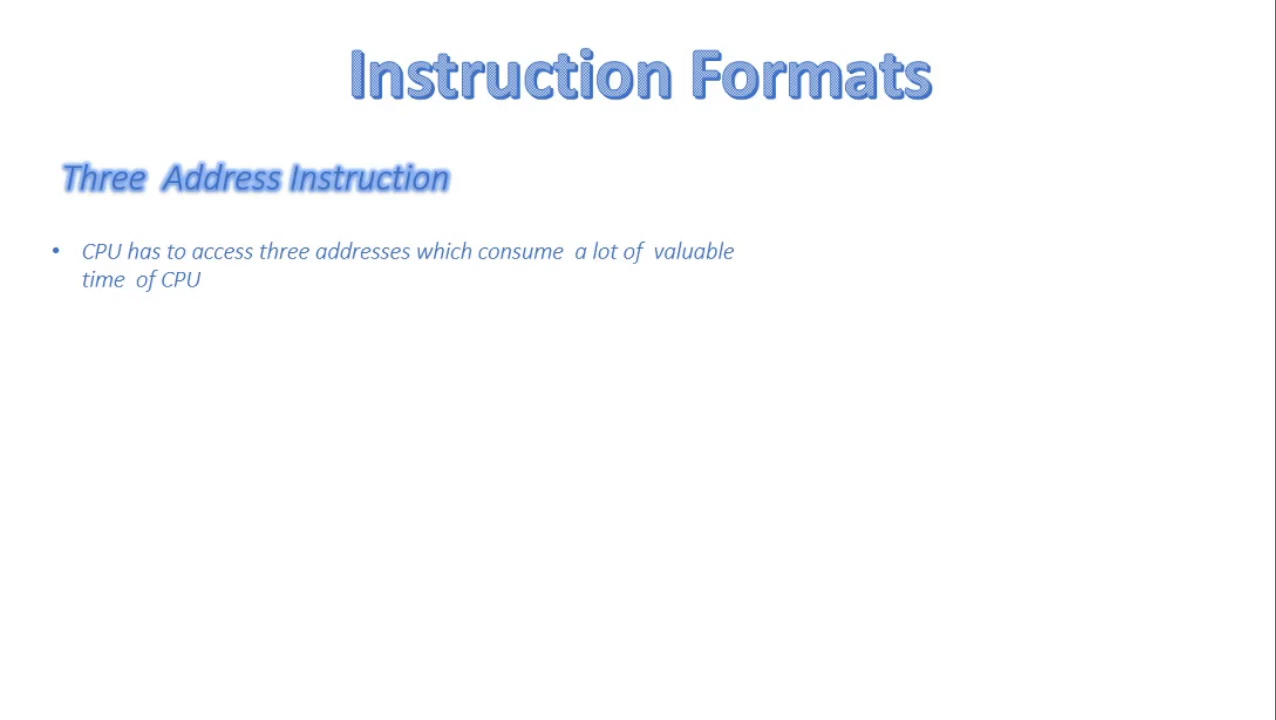 Instruction Formats
Three Address Instruction
• CPU has to access three addresses which consume a lot of valuable
time of CPU